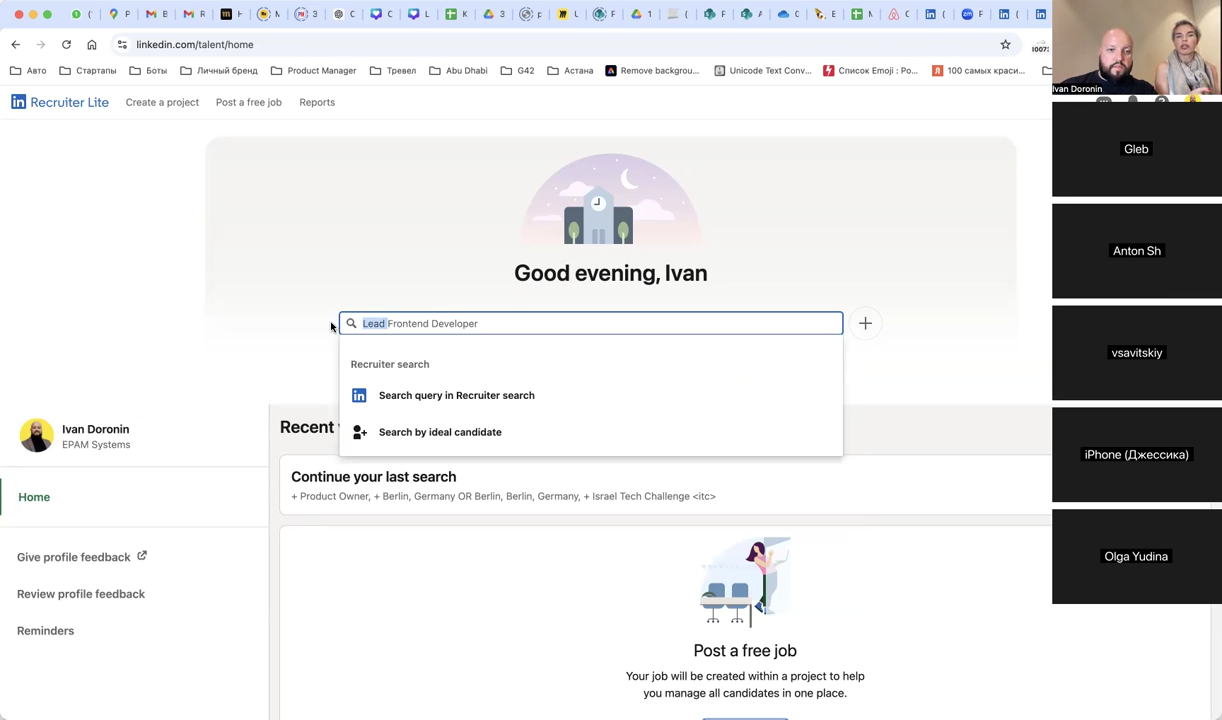 linkedin.com/talent/home
Авто
Стартапы
Боты
Личный бренд
Product Manager
Тревел
Abu Dhabi
G42
Астана
Remove backgrou...
Unicode Text Conv...
Список Emoji : Po...
100 самых краси...
Recruiter Lite
Create a project
Post a free job
Reports
Good evening, Ivan
Lead Frontend Developer
Recruiter search
Search query in Recruiter search
Search by ideal candidate
Ivan Doronin
EPAM Systems
Home
Give profile feedback
Review profile feedback
Reminders
Recent
Continue your last search
+ Product Owner, + Berlin, Germany OR Berlin, Berlin, Germany, + Israel Tech Challenge <itc>
Post a free job
Your job will be created within a project to help
you manage all candidates in one place.
Ivan Doronin
Gleb
Anton Sh
vsavitskiy
iPhone (Джессика)
Olga Yudina